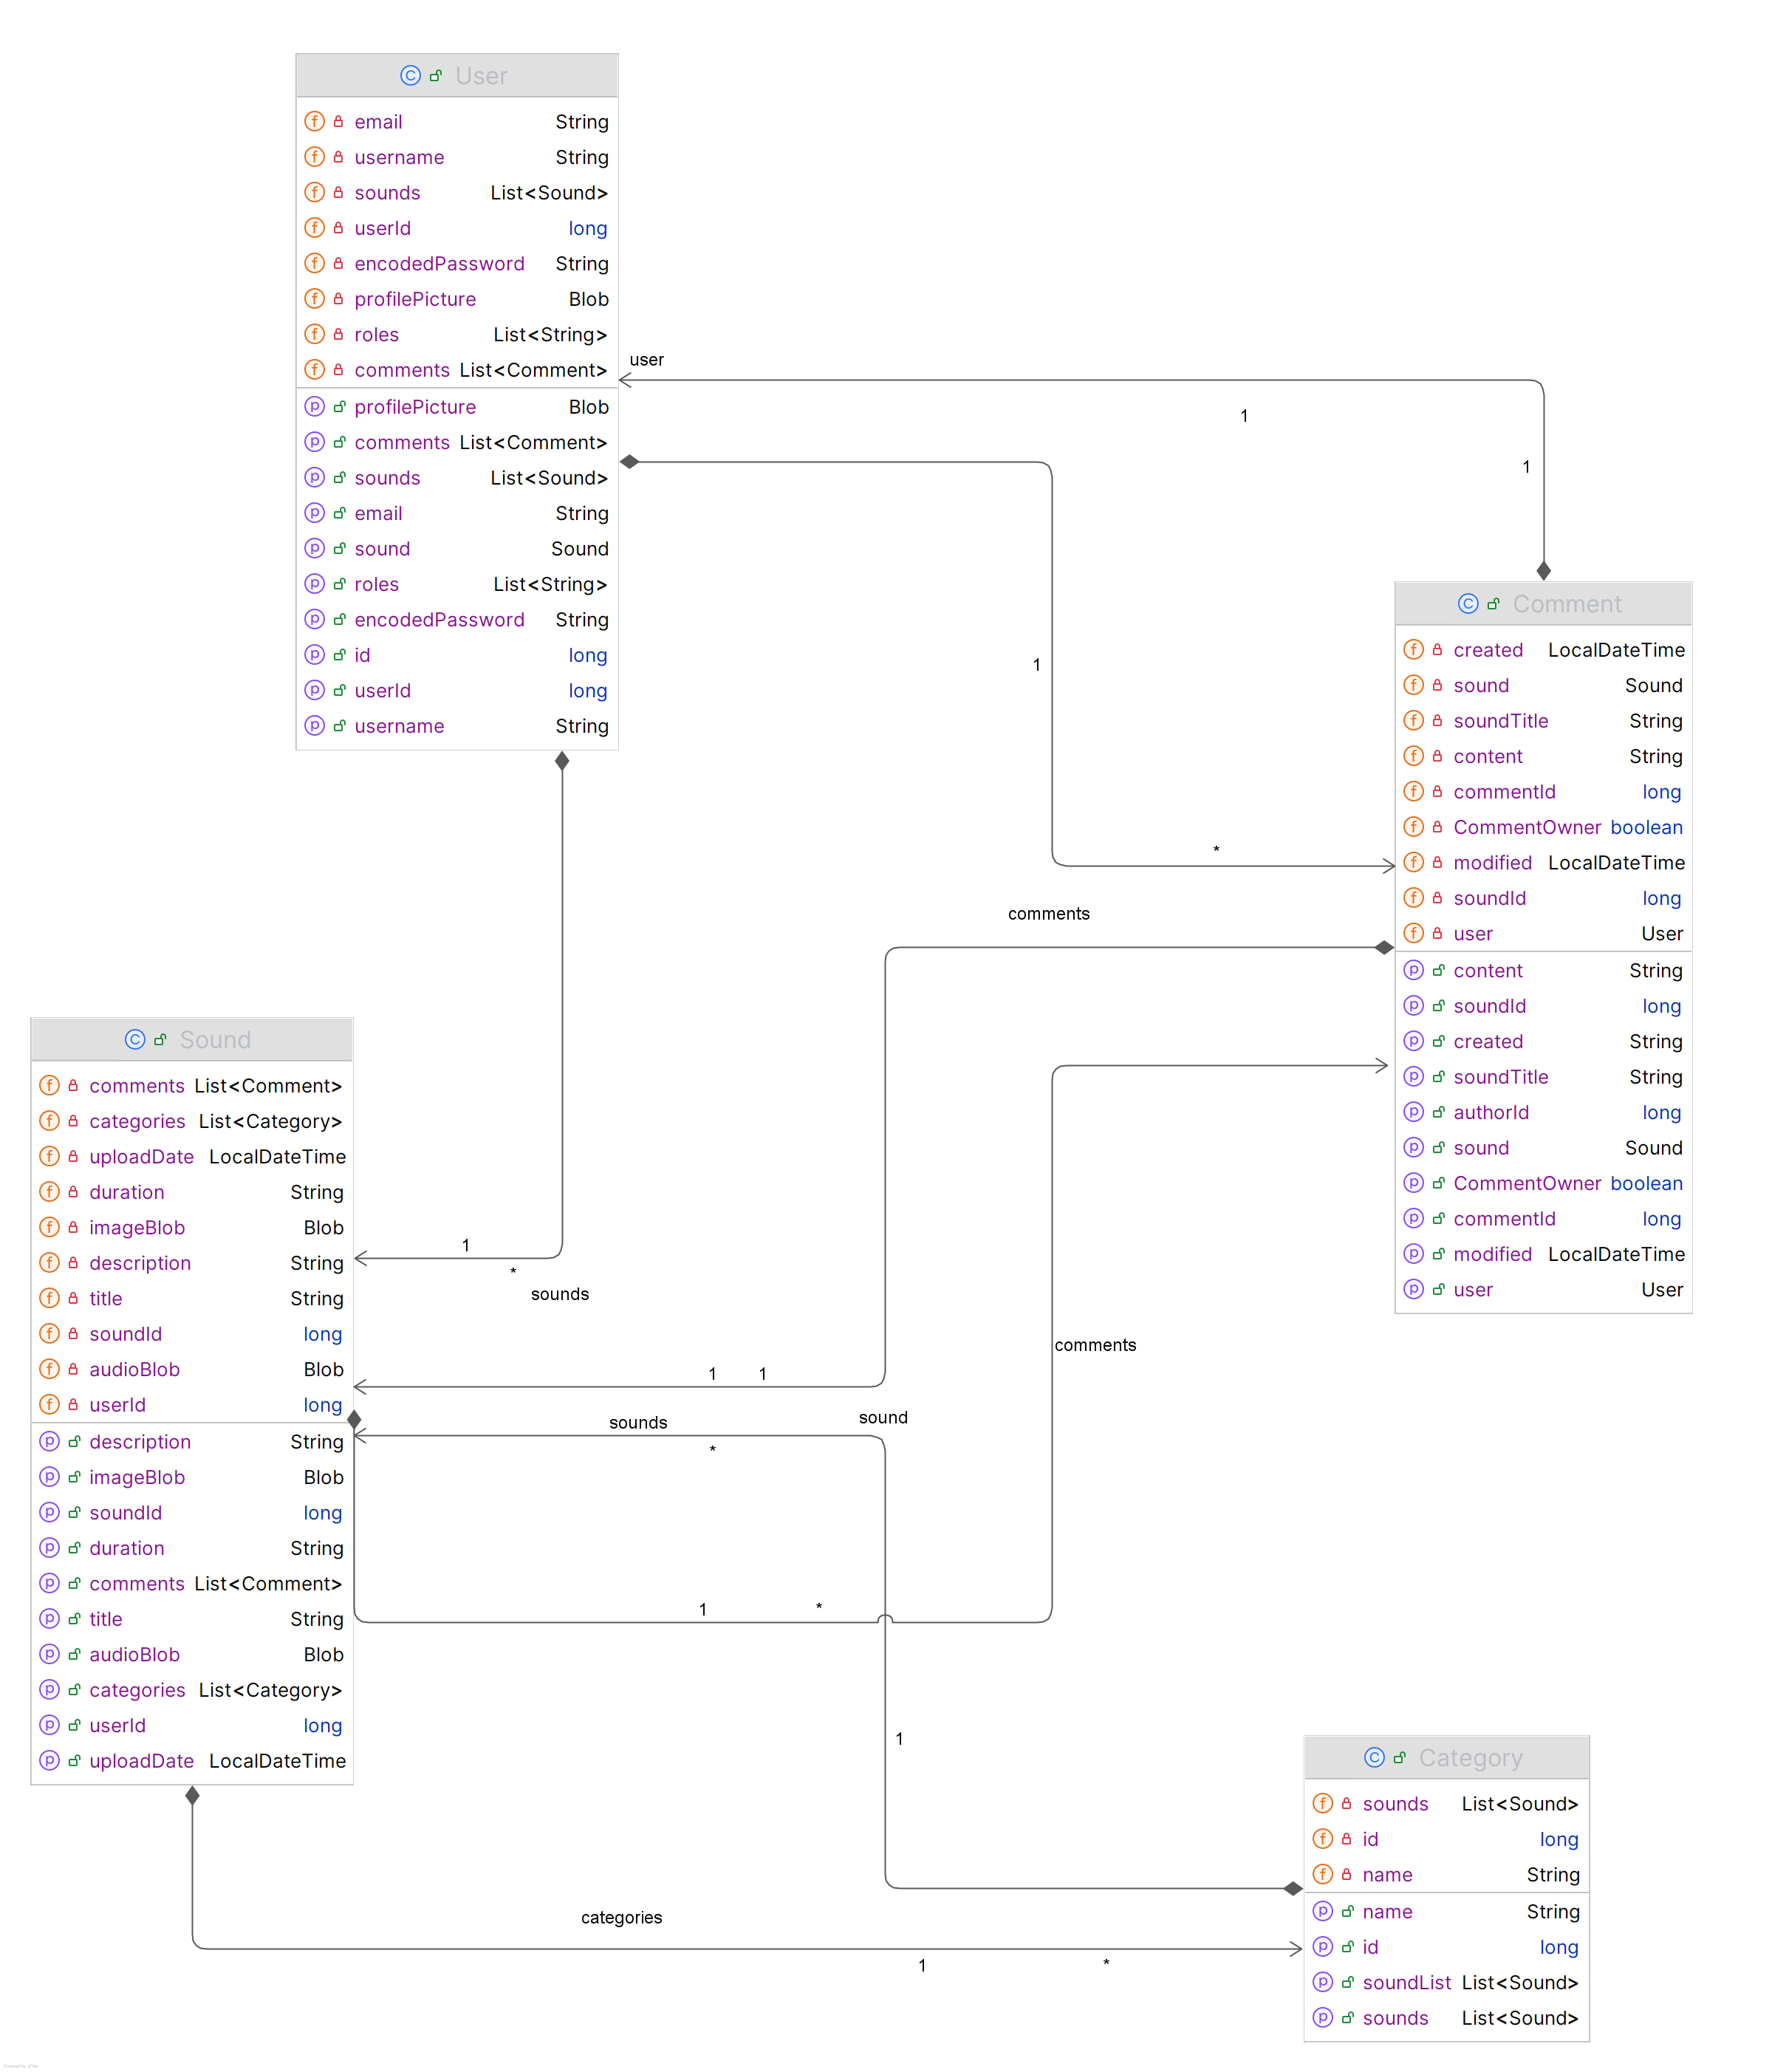 User
email String
username String
sounds List<Sound>
userId long
encodedPassword String
profilePicture Blob
roles List<String>
comments List<Comment>
profilePicture Blob
comments List<Comment>
sounds List<Sound>
email String
sound Sound
roles List<String>
encodedPassword String
id long
userId long
username String
user
1
1
1
*
comments
Comment
created LocalDateTime
sound Sound
soundTitle String
content String
commentId long
CommentOwner boolean
modified LocalDateTime
soundId long
user User
content String
soundId long
created String
soundTitle String
authorId long
sound Sound
CommentOwner boolean
commentId long
modified LocalDateTime
user User
Sound
comments List<Comment>
categories List<Category>
uploadDate LocalDateTime
duration String
imageBlob Blob
description String
title String
soundId long
audioBlob Blob
userId long
description String
imageBlob Blob
soundId long
duration String
comments List<Comment>
title String
audioBlob Blob
categories List<Category>
userId long
uploadDate LocalDateTime
1
*
sounds
comments
1 1
sounds
sound
*
1 *
1
categories
1 *
Category
sounds List<Sound>
id long
name String
name String
id long
soundList List<Sound>
sounds List<Sound>
Powered by yFiles